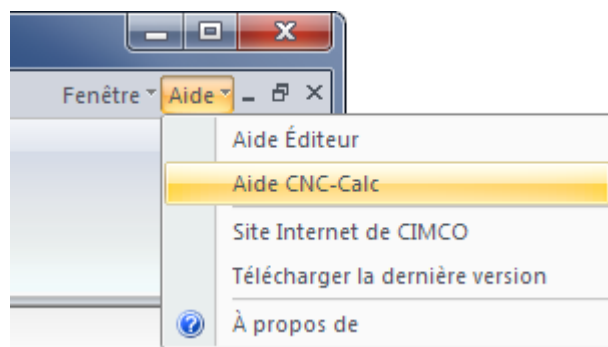 Fenêtre Aide
Aide Éditeur
Aide CNC-Calc
Site Internet de CIMCO
Télécharger la dernière version
À propos de